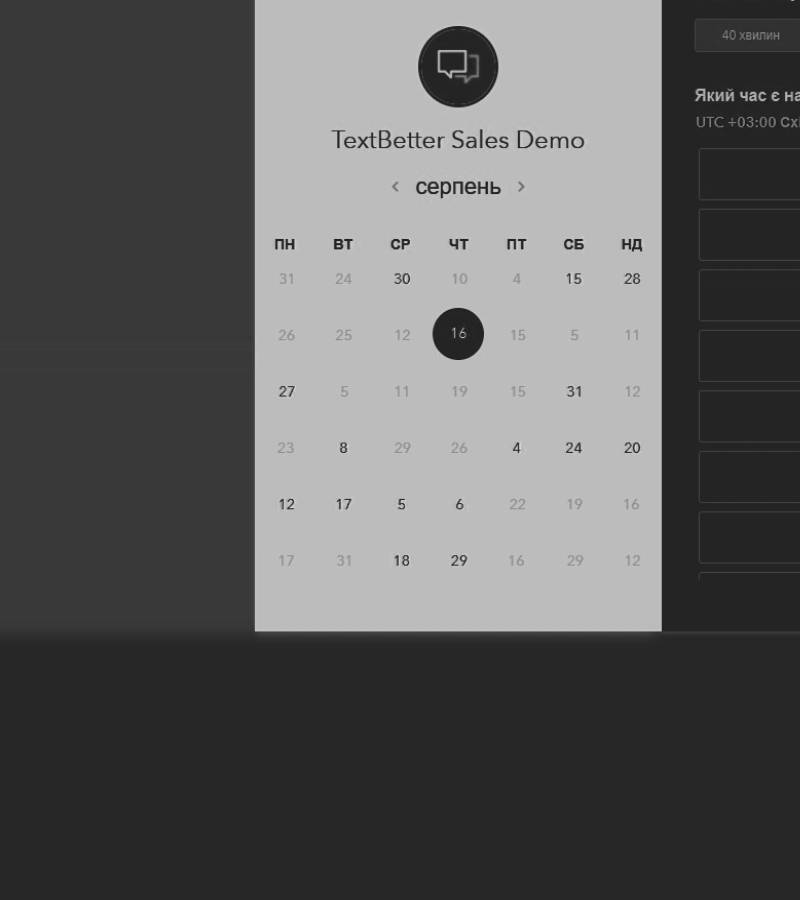 40 хвилин
TextBetter Sales Demo
серпень
Який час є
UTC +03:00
ПН ВТ СР ЧТ ПТ СБ НД
31 24 30 10 4 15 28
26 25 12 16 15 5 11
27 5 11 19 15 31 12
23 8 29 26 4 24 20
12 17 5 6 22 19 16
17 31 18 29 16 29 12